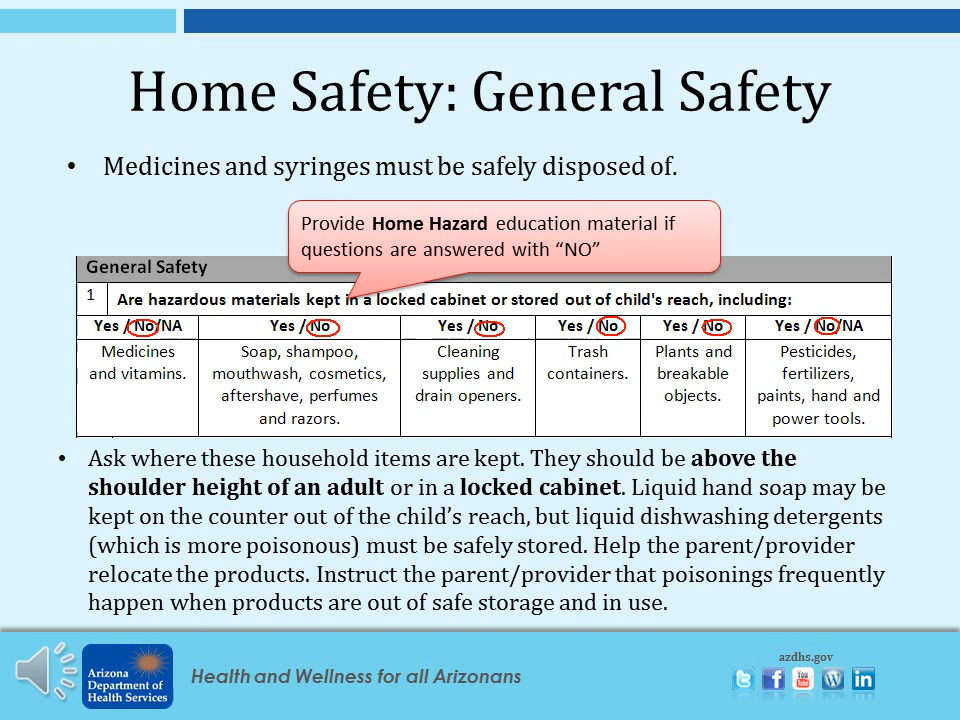 Home Safety: General Safety
• Medicines and syringes must be safely disposed of.
Provide Home Hazard education material if
questions are answered with “NO”
General Safety
1 Are hazardous materials kept in a locked cabinet or stored out of child's reach, including:
Yes / No/NA Yes / No Yes / No Yes / No Yes / No Yes / No/NA
Medicines
and vitamins.
Soap, shampoo,
mouthwash, cosmetics,
aftershave, perfumes
and razors.
Cleaning
supplies and
drain openers.
Trash
containers.
Plants and
breakable
objects.
Pesticides,
fertilizers,
paints, hand and
power tools.
• Ask where these household items are kept. They should be above the
shoulder height of an adult or in a locked cabinet. Liquid hand soap may be
kept on the counter out of the child’s reach, but liquid dishwashing detergents
(which is more poisonous) must be safely stored. Help the parent/provider
relocate the products. Instruct the parent/provider that poisonings frequently
happen when products are out of safe storage and in use.
Arizona
Department of
Health Services
Health and Wellness for all Arizonans
azdhs.gov
You
Tube